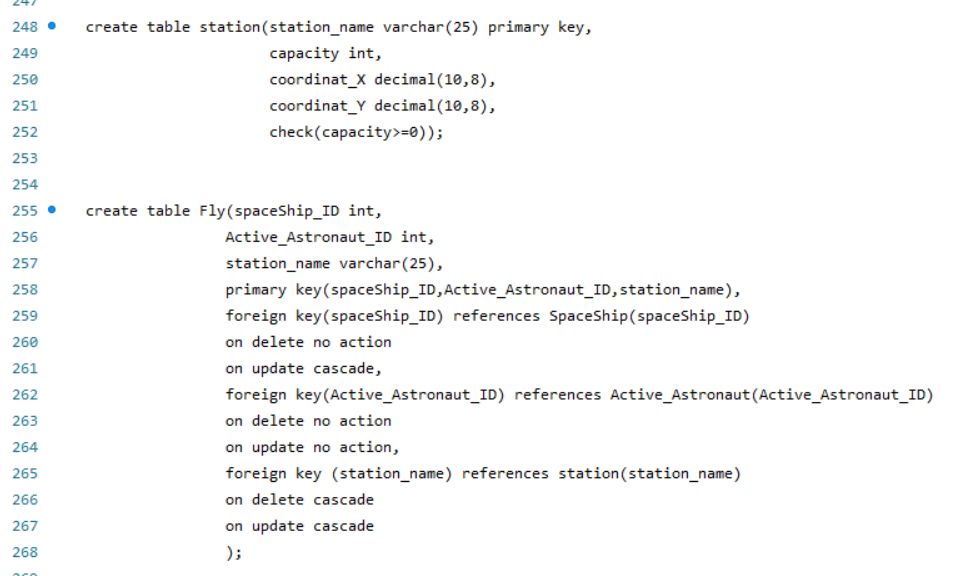 247
248 create table station(station_name varchar(25) primary key,
249 capacity int,
250 coordinat_X decimal(10,8),
251 coordinat_Y decimal(10,8),
252 check(capacity>=0));
253
254
255 create table Fly(spaceShip_ID int,
256 Active_Astronaut_ID int,
257 station_name varchar(25),
258 primary key(spaceShip_ID,Active_Astronaut_ID,station_name),
259 foreign key(spaceShip_ID) references SpaceShip(spaceShip_ID)
260 on delete no action
261 on update cascade,
262 foreign key(Active_Astronaut_ID) references Active_Astronaut(Active_Astronaut_ID)
263 on delete no action
264 on update no action,
265 foreign key (station_name) references station(station_name)
266 on delete cascade
267 on update cascade
268 );